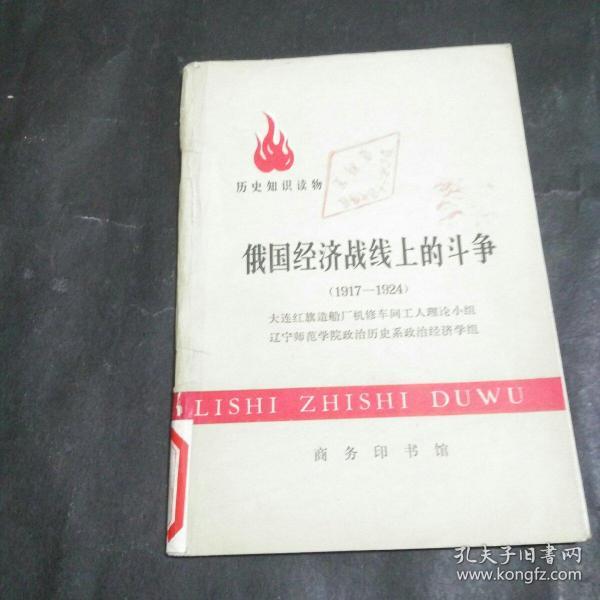 历史知识读物
俄国经济战线上的斗争
(1917—1924)
大连红旗造船厂机修车间工人理论小组
辽宁师范学院政治历史系政治经济学组
LISHI ZHISHI DUWU
商务印书馆
孔夫子旧书网
www.kongfz.com